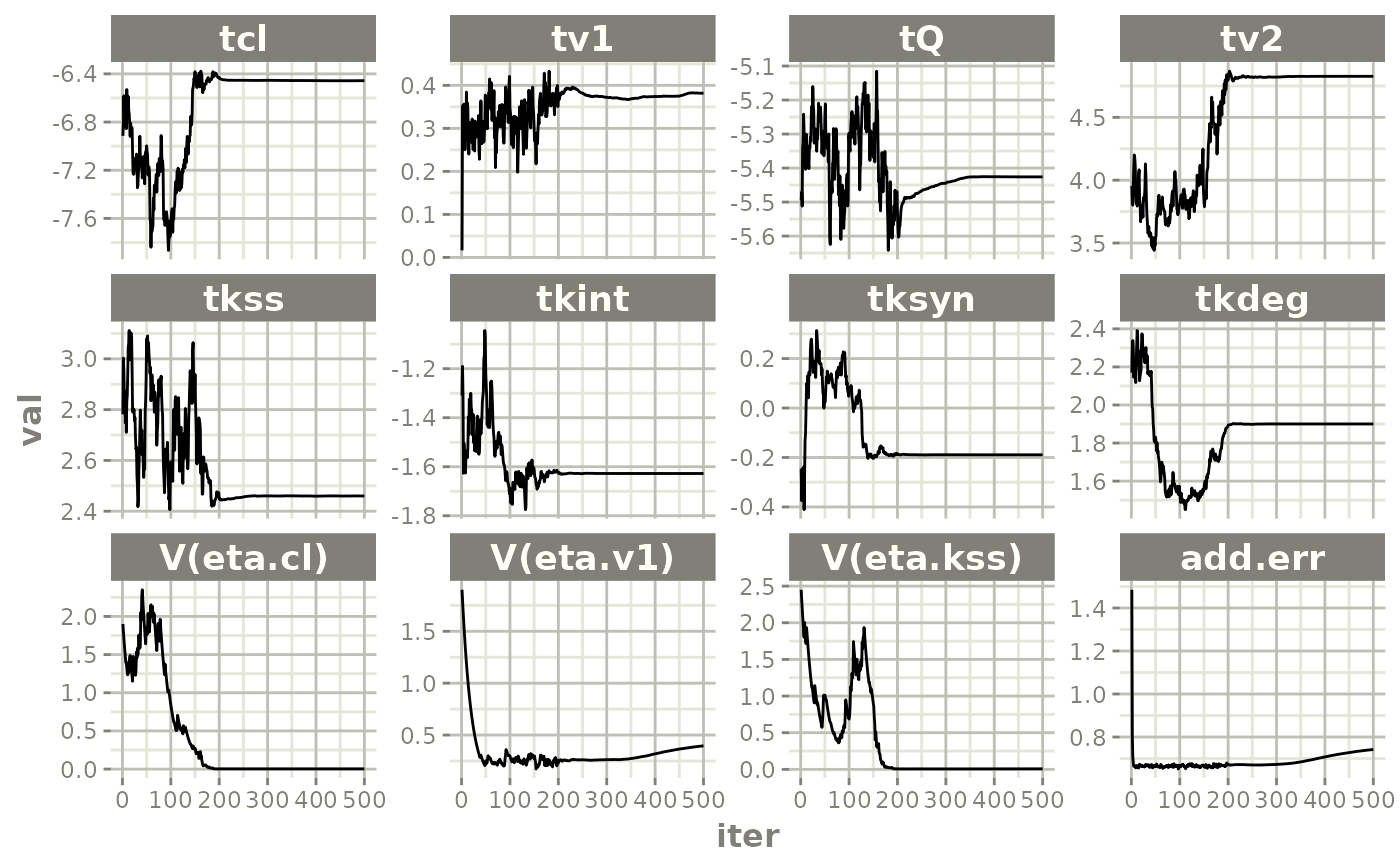 tcl tv1 tQ tv2
-6.4 -6.8 -7.2 -7.6
0.4 0.3 0.2 0.1 0.0
-5.1 -5.2 -5.3 -5.4 -5.5 -5.6
4.5 4.0 3.5
tkss tkint tksyn tkdeg
3.0 2.8 2.6 2.4
-1.2 -1.4 -1.6 -1.8
0.2 0.0 -0.2 -0.4
2.4 2.2 2.0 1.8 1.6
val
V(eta.cl) V(eta.v1) V(eta.kss) add.err
2.0 1.5 1.0 0.5 0.0
1.5 1.0 0.5
2.5 2.0 1.5 1.0 0.5 0.0
1.4 1.2 1.0 0.8
0 100 200 300 400 500 0 100 200 300 400 500 0 100 200 300 400 500 0 100 200 300 400 500
iter